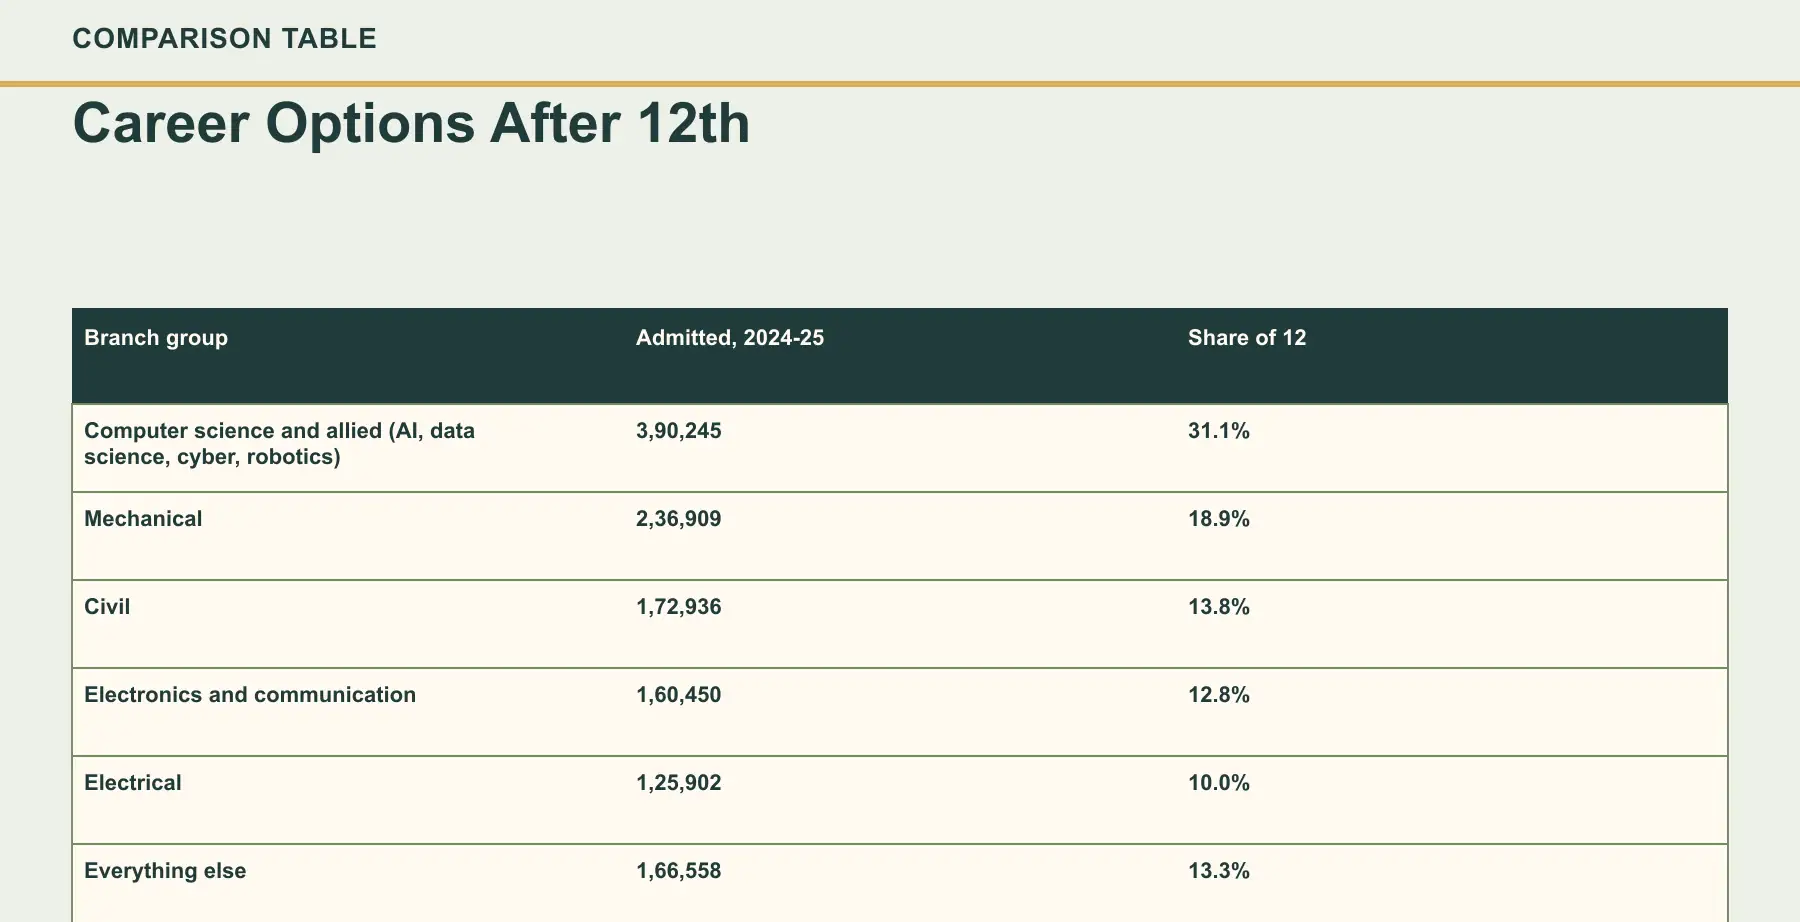 COMPARISON TABLE
Career Options After 12th
Branch group Admitted, 2024-25 Share of 12
Computer science and allied (AI, data
science, cyber, robotics) 3,90,245 31.1%
Mechanical 2,36,909 18.9%
Civil 1,72,936 13.8%
Electronics and communication 1,60,450 12.8%
Electrical 1,25,902 10.0%
Everything else 1,66,558 13.3%